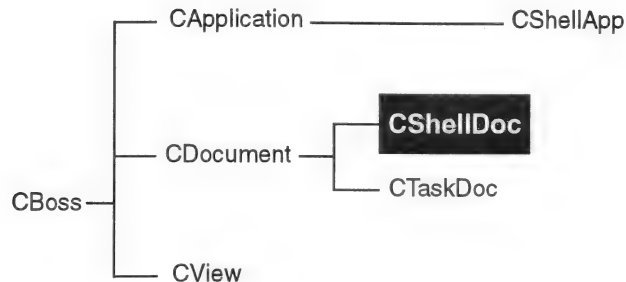 CApplication CShellApp
CShellDoc
CDocument
CTaskDoc
CBoss
CView